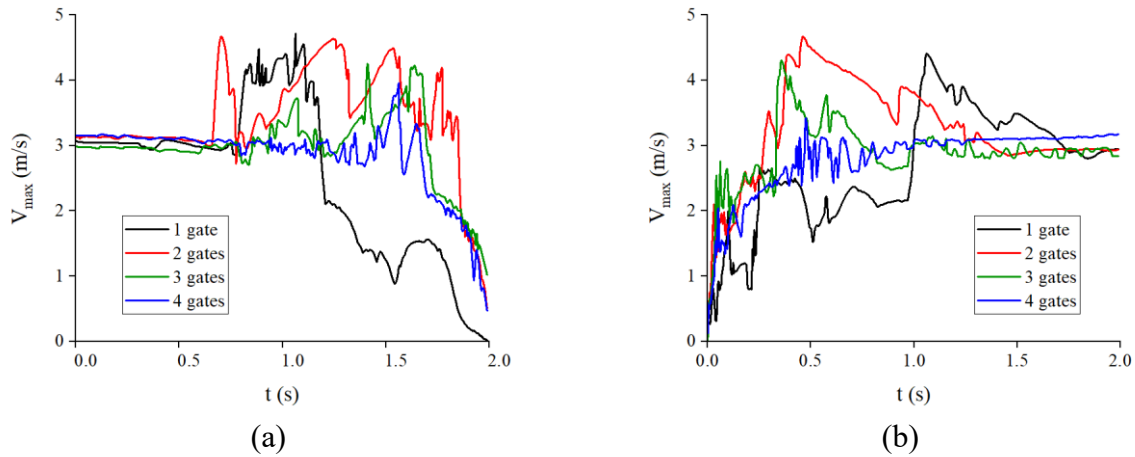 5
4
3
2
1
0
V_max (m/s)
1 gate
2 gates
3 gates
4 gates
0.0 0.5 1.0 1.5 2.0
t (s)
(a)
5
4
3
2
1
0
V_max (m/s)
1 gate
2 gates
3 gates
4 gates
0.0 0.5 1.0 1.5 2.0
t (s)
(b)